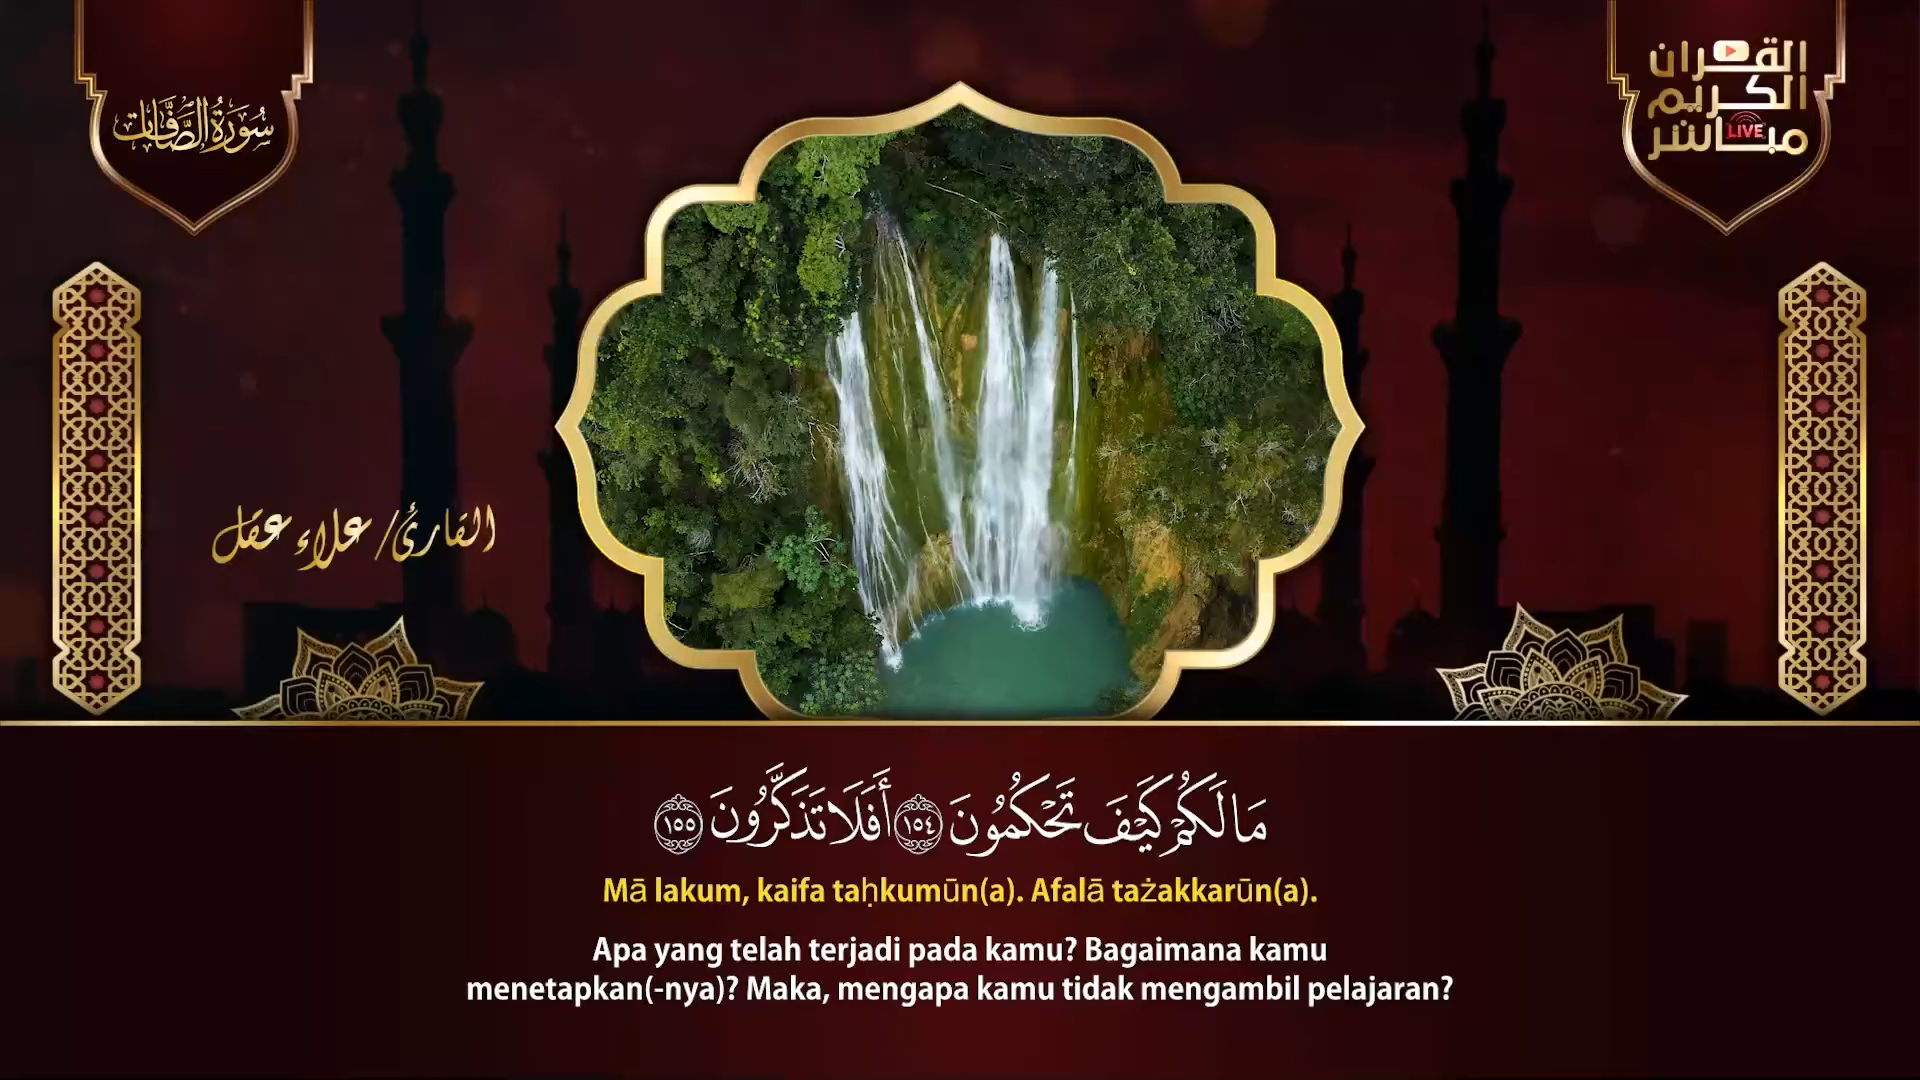 سُورَةُ الصَّافَّات
القرآن
الكريم
مباشر
LIVE
القارئ/ علاء عقل
مَا لَكُمْ كَيْفَ تَحْكُمُونَ ١٥٤ أَفَلَا تَذَكَّرُونَ ١٥٥
Mā lakum, kaifa taḥkumūn(a). Afalā tażakkarūn(a).
Apa yang telah terjadi pada kamu? Bagaimana kamu
menetapkan(-nya)? Maka, mengapa kamu tidak mengambil pelajaran?